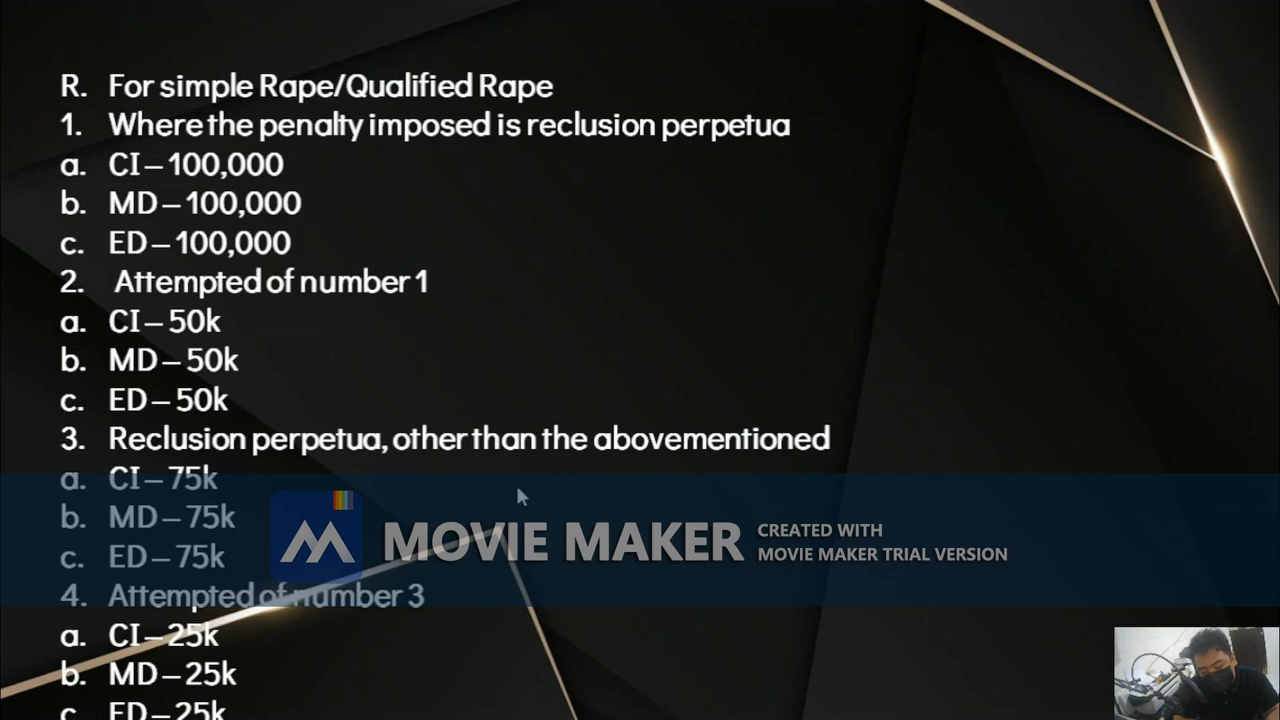 R. For simple Rape/Qualified Rape
1. Where the penalty imposed is reclusion perpetua
a. CI – 100,000
b. MD – 100,000
c. ED – 100,000
2. Attempted of number 1
a. CI – 50k
b. MD – 50k
c. ED – 50k
3. Reclusion perpetua, other than the abovementioned
a. CI – 75k
b. MD – 75k
c. ED – 75k
4. Attempted of number 3
a. CI – 25k
b. MD – 25k
c. ED – 25k
MOVIE MAKER
CREATED WITH
MOVIE MAKER TRIAL VERSION